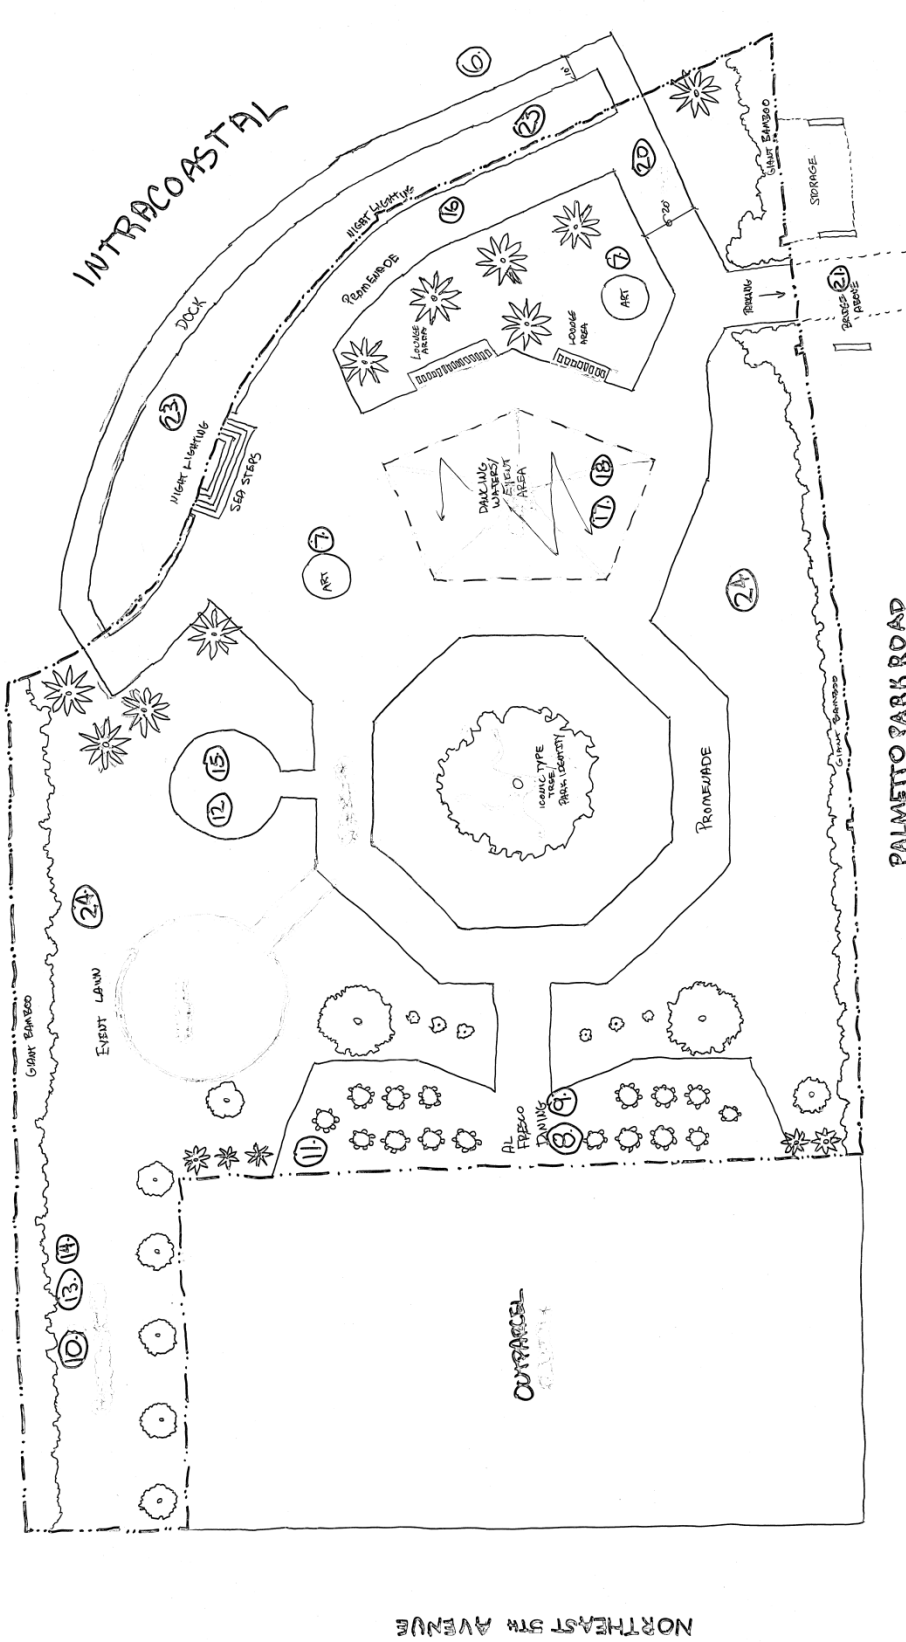 INTRACOASTAL
6.
10'
23
GIANT BAMBOO
STORAGE
20
20'
NIGHT LIGHTING
16
PROMENADE
DOCK
7.
ART
LOUNGE
AREA
LOUNGE
AREA
PARKING
BRIDGE 21.
ABOVE
23.
NIGHT LIGHTING
SEA STEPS
DANCING
WATERS/
EVENT
AREA
17. 18
ART 7.
24.
PALMETTO PARK ROAD
GIANT BAMBOO
12 15.
ICONIC TYPE
TREE/
PARK IDENTITY
PROMENADE
24.
GIANT BAMBOO
EVENT LAWN
11.
AL
FRESCO
DINING
8. 9.
10. 13. 14.
OUTPARCEL
NORTHEAST 5TH AVENUE